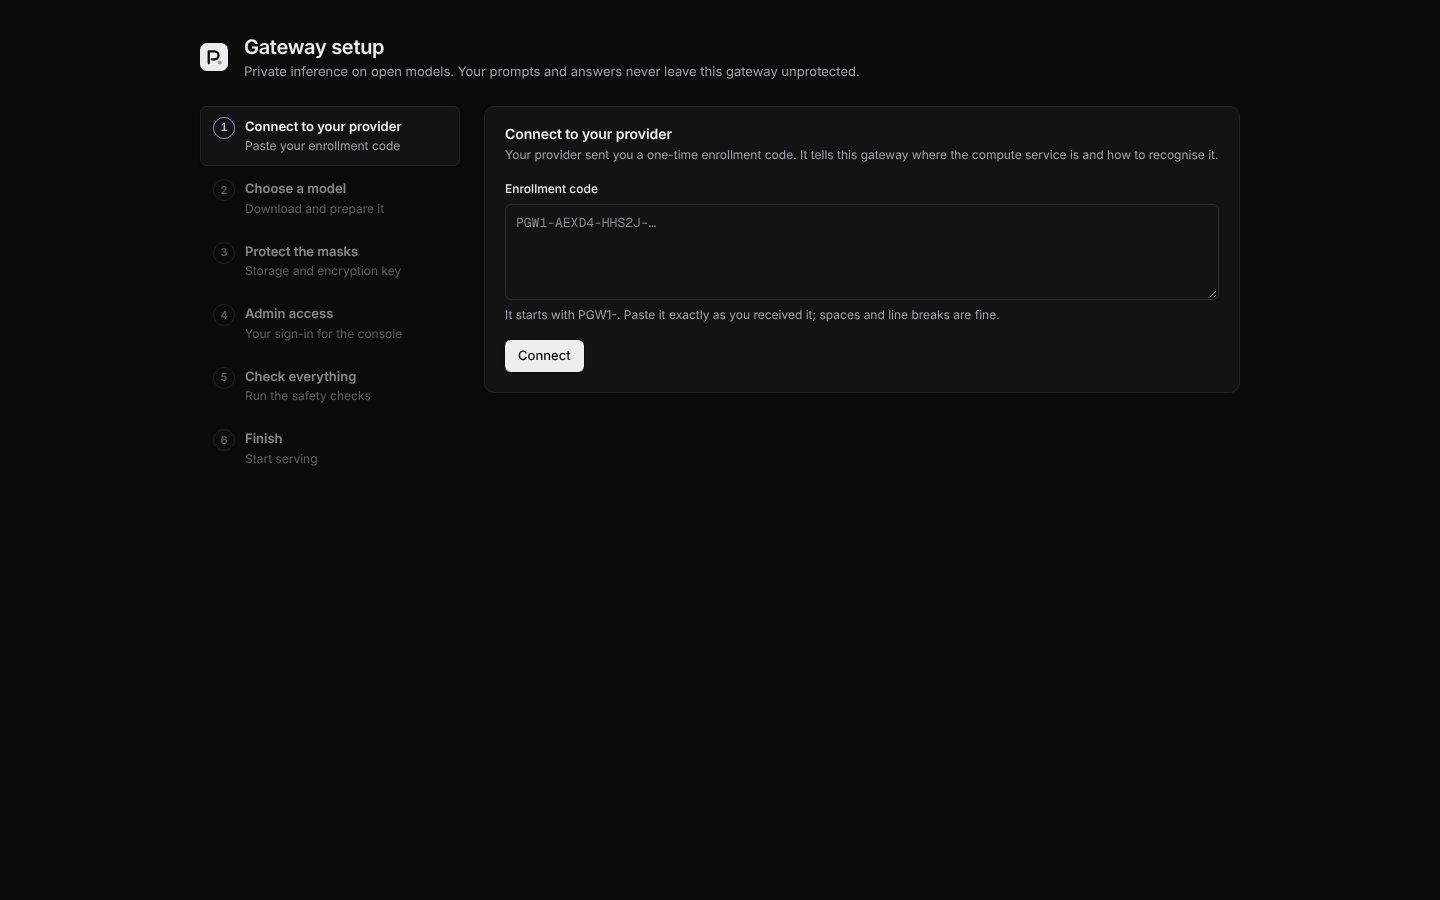 P.
Gateway setup
Private inference on open models. Your prompts and answers never leave this gateway unprotected.
1
Connect to your provider
Paste your enrollment code
2
Choose a model
Download and prepare it
3
Protect the masks
Storage and encryption key
4
Admin access
Your sign-in for the console
5
Check everything
Run the safety checks
6
Finish
Start serving
Connect to your provider
Your provider sent you a one-time enrollment code. It tells this gateway where the compute service is and how to recognise it.
Enrollment code
PGW1-AEXD4-HHS2J-…
It starts with PGW1-. Paste it exactly as you received it; spaces and line breaks are fine.
Connect